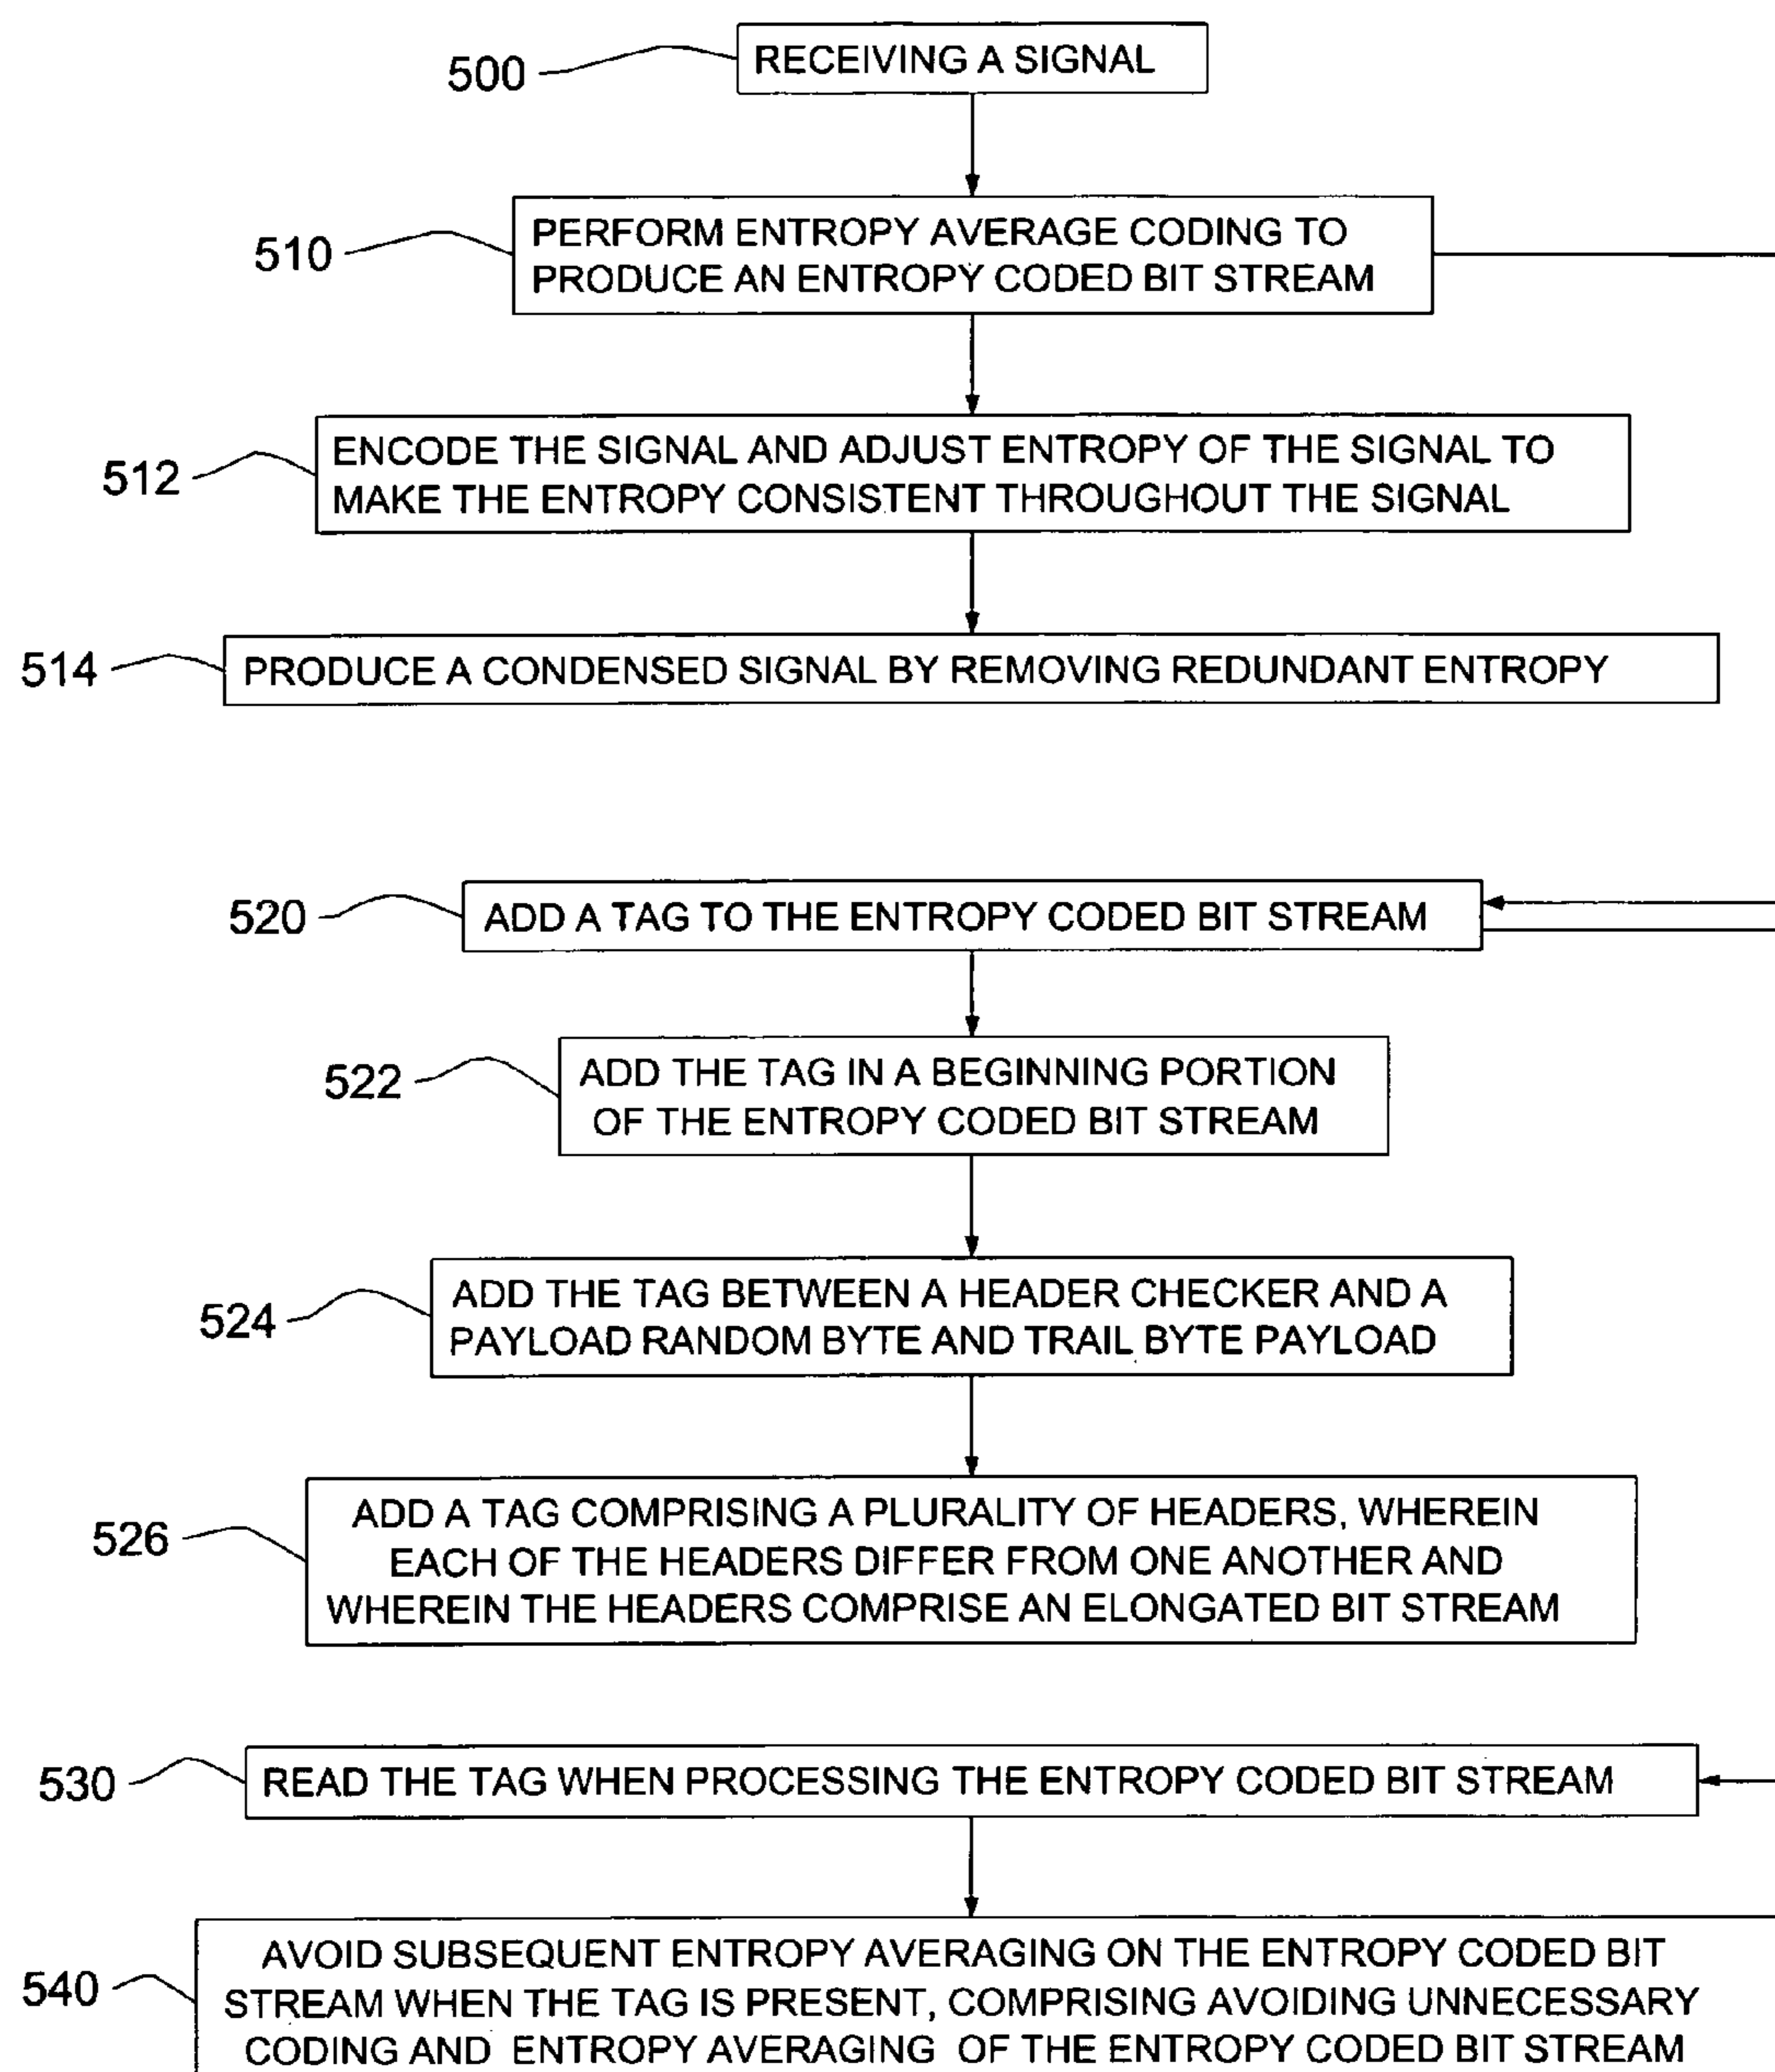 500
RECEIVING A SIGNAL
510
PERFORM ENTROPY AVERAGE CODING TO
PRODUCE AN ENTROPY CODED BIT STREAM
512
ENCODE THE SIGNAL AND ADJUST ENTROPY OF THE SIGNAL TO
MAKE THE ENTROPY CONSISTENT THROUGHOUT THE SIGNAL
514
PRODUCE A CONDENSED SIGNAL BY REMOVING REDUNDANT ENTROPY
520
ADD A TAG TO THE ENTROPY CODED BIT STREAM
522
ADD THE TAG IN A BEGINNING PORTION
OF THE ENTROPY CODED BIT STREAM
524
ADD THE TAG BETWEEN A HEADER CHECKER AND A
PAYLOAD RANDOM BYTE AND TRAIL BYTE PAYLOAD
526
ADD A TAG COMPRISING A PLURALITY OF HEADERS, WHEREIN
EACH OF THE HEADERS DIFFER FROM ONE ANOTHER AND
WHEREIN THE HEADERS COMPRISE AN ELONGATED BIT STREAM
530
READ THE TAG WHEN PROCESSING THE ENTROPY CODED BIT STREAM
540
AVOID SUBSEQUENT ENTROPY AVERAGING ON THE ENTROPY CODED BIT
STREAM WHEN THE TAG IS PRESENT, COMPRISING AVOIDING UNNECESSARY
CODING AND ENTROPY AVERAGING OF THE ENTROPY CODED BIT STREAM